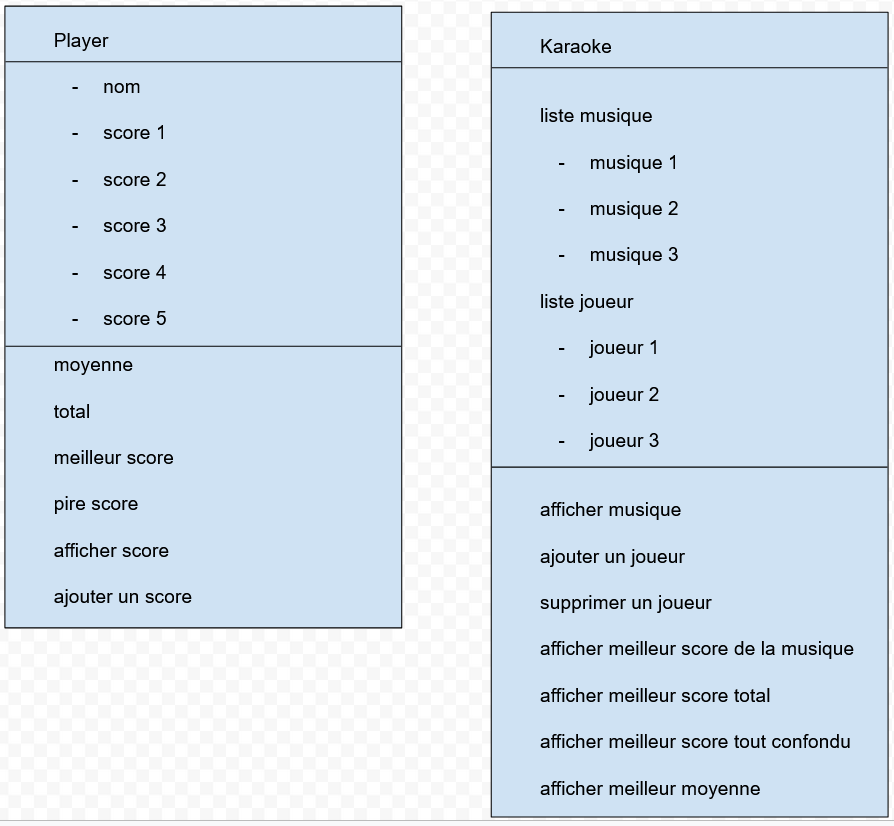 Player
- nom
- score 1
- score 2
- score 3
- score 4
- score 5
moyenne
total
meilleur score
pire score
afficher score
ajouter un score
Karaoke
liste musique
- musique 1
- musique 2
- musique 3
liste joueur
- joueur 1
- joueur 2
- joueur 3
afficher musique
ajouter un joueur
supprimer un joueur
afficher meilleur score de la musique
afficher meilleur score total
afficher meilleur score tout confondu
afficher meilleur moyenne